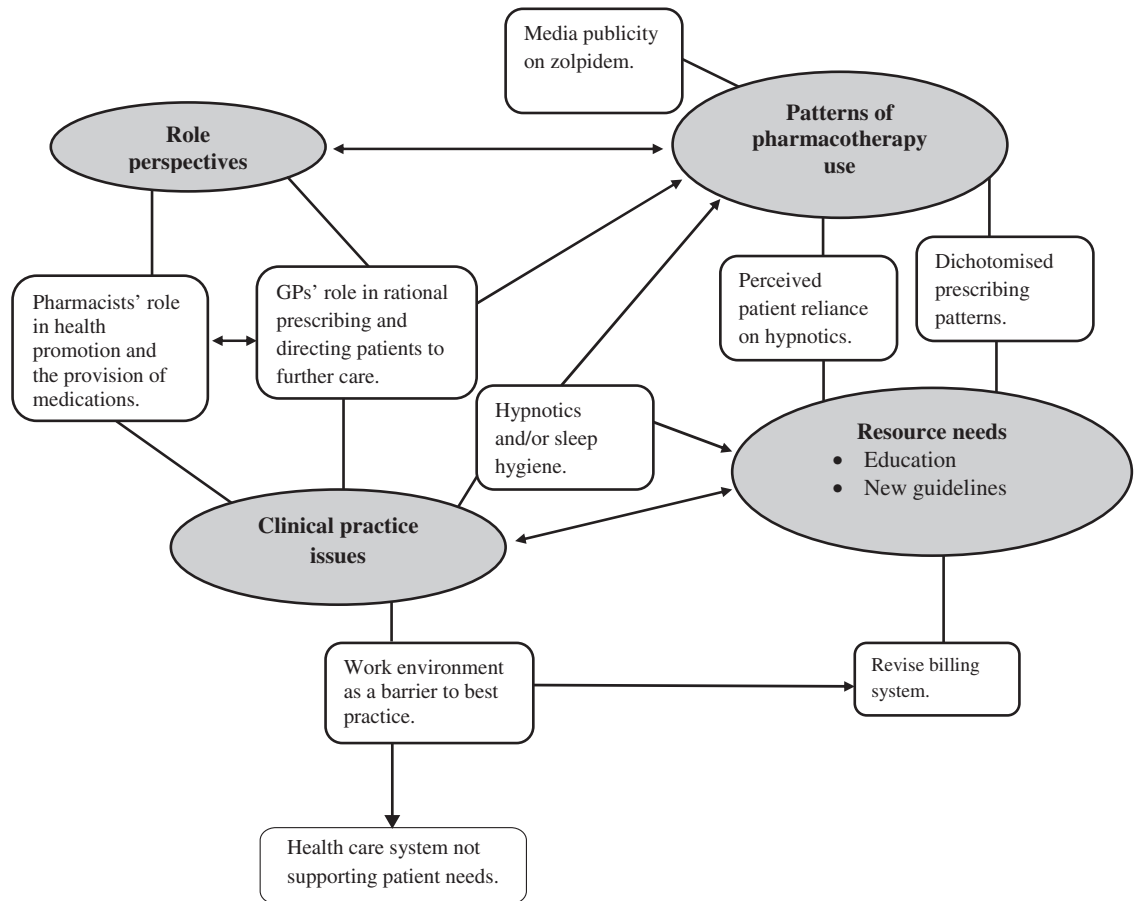 Media publicity
on zolpidem.
Role
perspectives
Patterns of
pharmacotherapy
use
Pharmacists’ role
in health
promotion and
the provision of
medications.
GPs’ role in rational
prescribing and
directing patients to
further care.
Perceived
patient reliance
on hypnotics.
Dichotomised
prescribing
patterns.
Hypnotics
and/or sleep
hygiene.
Resource needs
• Education
• New guidelines
Clinical practice
issues
Work environment
as a barrier to best
practice.
Revise billing
system.
Health care system not
supporting patient needs.